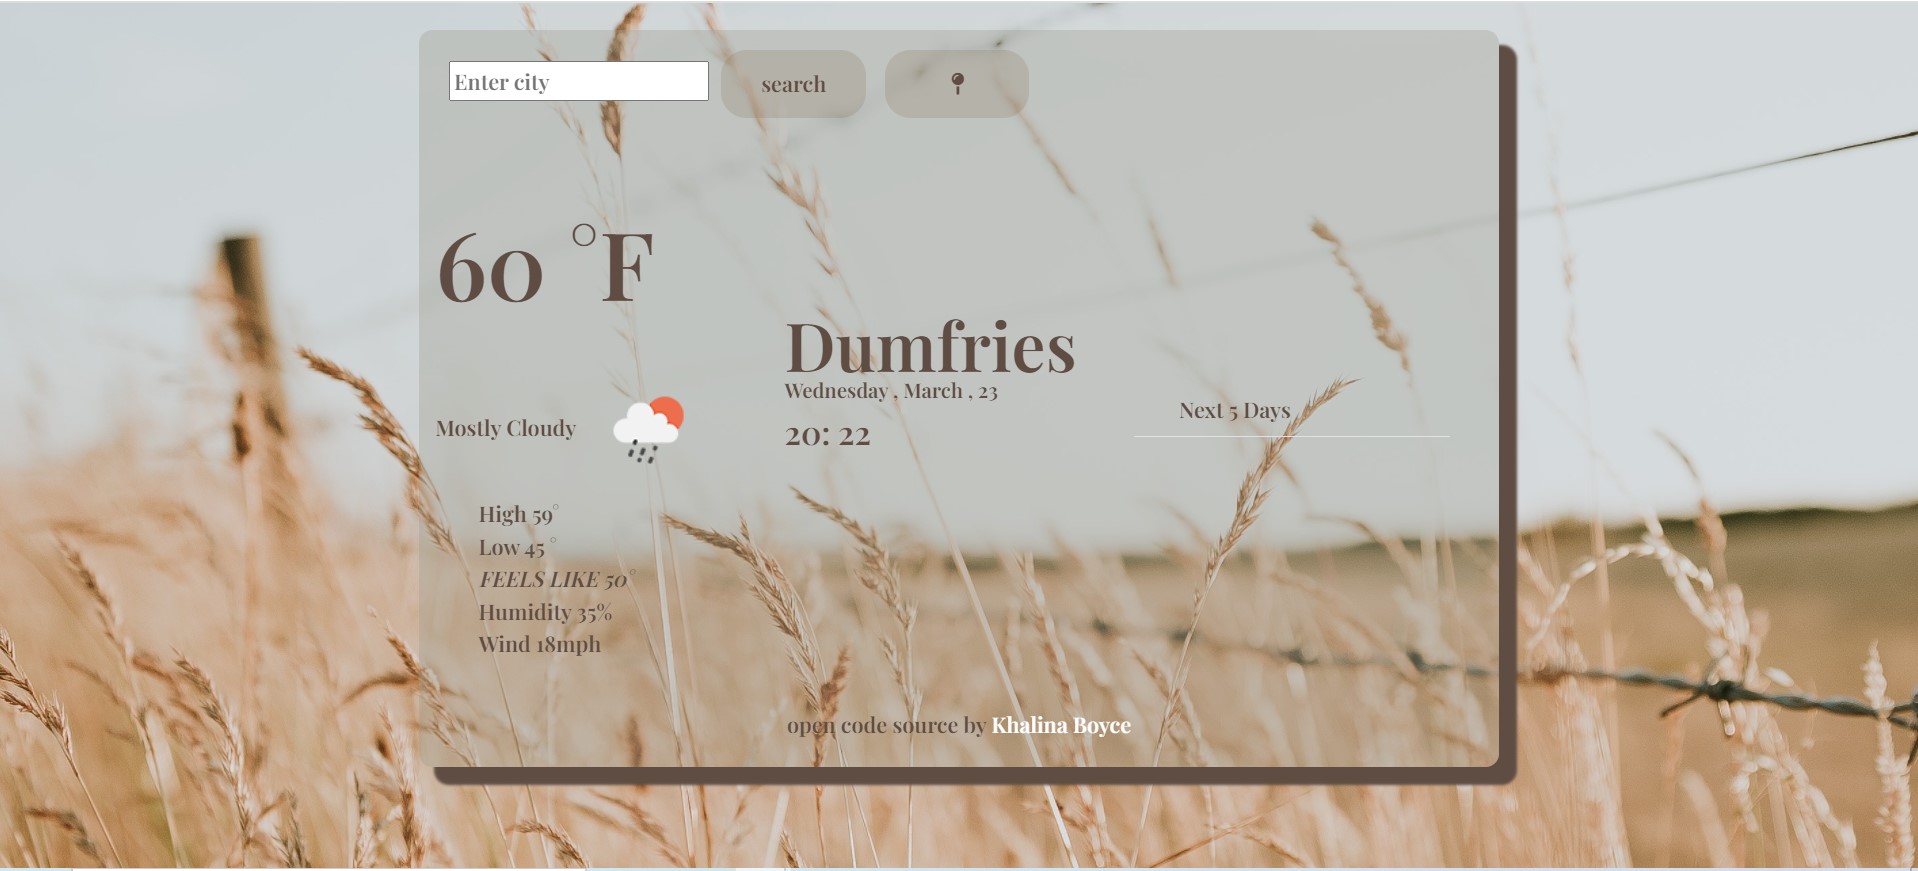 Enter city
search
60 °F
Dumfries
Wednesday , March , 23
20: 22
Mostly Cloudy
Next 5 Days
High 59°
Low 45 °
FEELS LIKE 50°
Humidity 35%
Wind 18mph
open code source by Khalina Boyce